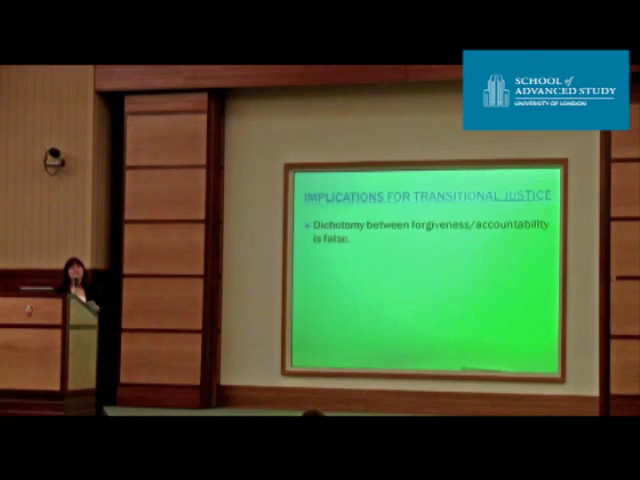 SCHOOL of
ADVANCED STUDY
UNIVERSITY OF LONDON
IMPLICATIONS FOR TRANSITIONAL JUSTICE
Dichotomy between forgiveness/accountability
is false.